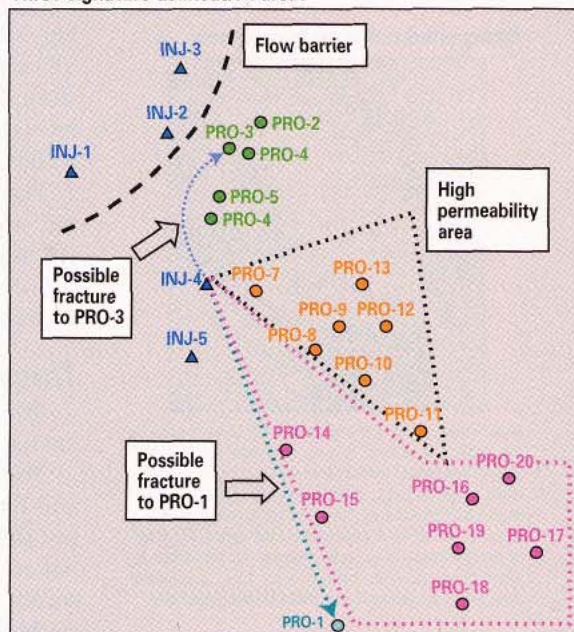 Flow barrier
INJ-3
INJ-2
INJ-1
PRO-2
PRO-3
PRO-4
PRO-5
PRO-4
High
permeability
area
Possible
fracture
to PRO-3
INJ-4
PRO-7
PRO-13
PRO-9
PRO-12
PRO-8
INJ-5
PRO-10
PRO-11
PRO-14
Possible
fracture
to PRO-1
PRO-20
PRO-16
PRO-15
PRO-19
PRO-17
PRO-18
PRO-1